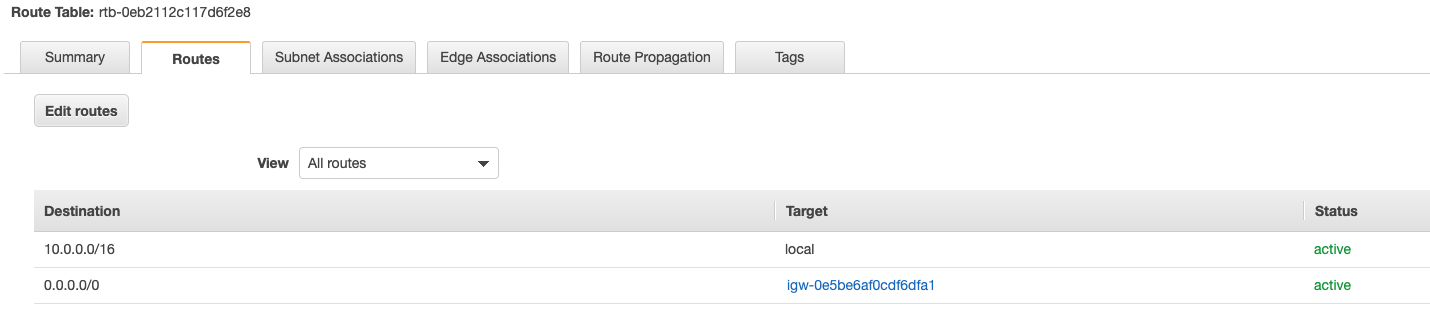 Route Table: rtb-0eb2112c117d6f2e8
Summary Routes Subnet Associations Edge Associations Route Propagation Tags
Edit routes
View All routes
Destination Target Status
10.0.0.0/16 local active
0.0.0.0/0 igw-0e5be6af0cdf6dfa1 active